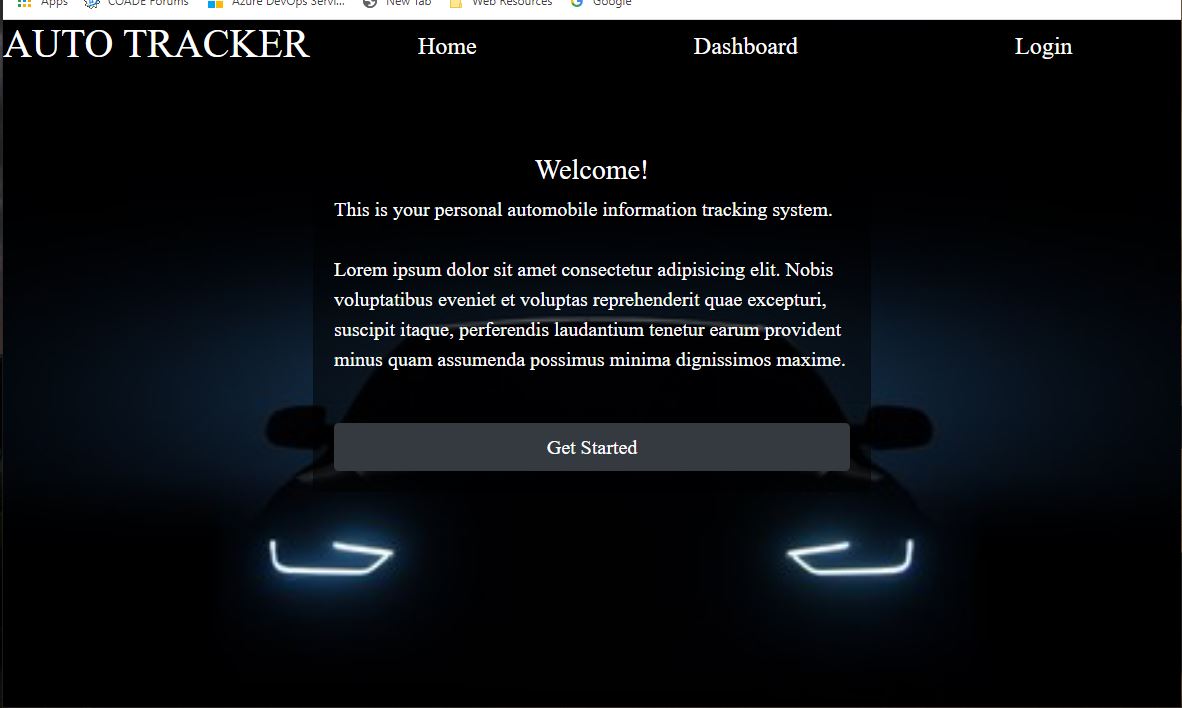 Apps COADE Forums Azure DevOps Servi... New Tab Web Resources Google
AUTO TRACKER Home Dashboard Login
Welcome!
This is your personal automobile information tracking system.
Lorem ipsum dolor sit amet consectetur adipisicing elit. Nobis
voluptatibus eveniet et voluptas reprehenderit quae excepturi,
suscipit itaque, perferendis laudantium tenetur earum provident
minus quam assumenda possimus minima dignissimos maxime.
Get Started